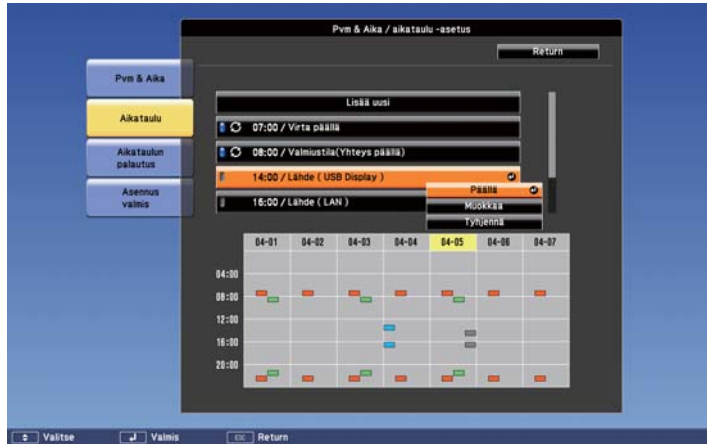 Pvm & Aika / aikataulu -asetus
Return
Pvm & Aika
Aikataulu
Aikataulun
palautus
Asennus
valmis
Lisää uusi
07:00 / Virta päällä
08:00 / Valmiustila(Yhteys päällä)
14:00 / Lähde ( USB Display )
16:00 / Lähde ( LAN )
Päällä
Muokkaa
Tyhjennä
04-01 04-02 04-03 04-04 04-05 04-06 04-07
04:00
08:00
12:00
16:00
20:00
Valitse Valmis ESC Return